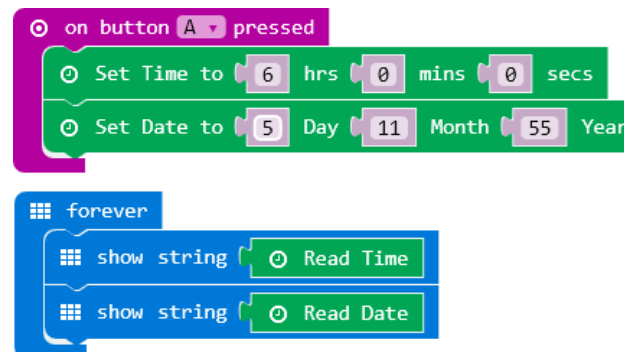 on button A pressed
Set Time to 6 hrs 0 mins 0 secs
Set Date to 5 Day 11 Month 55 Year
forever
show string Read Time
show string Read Date